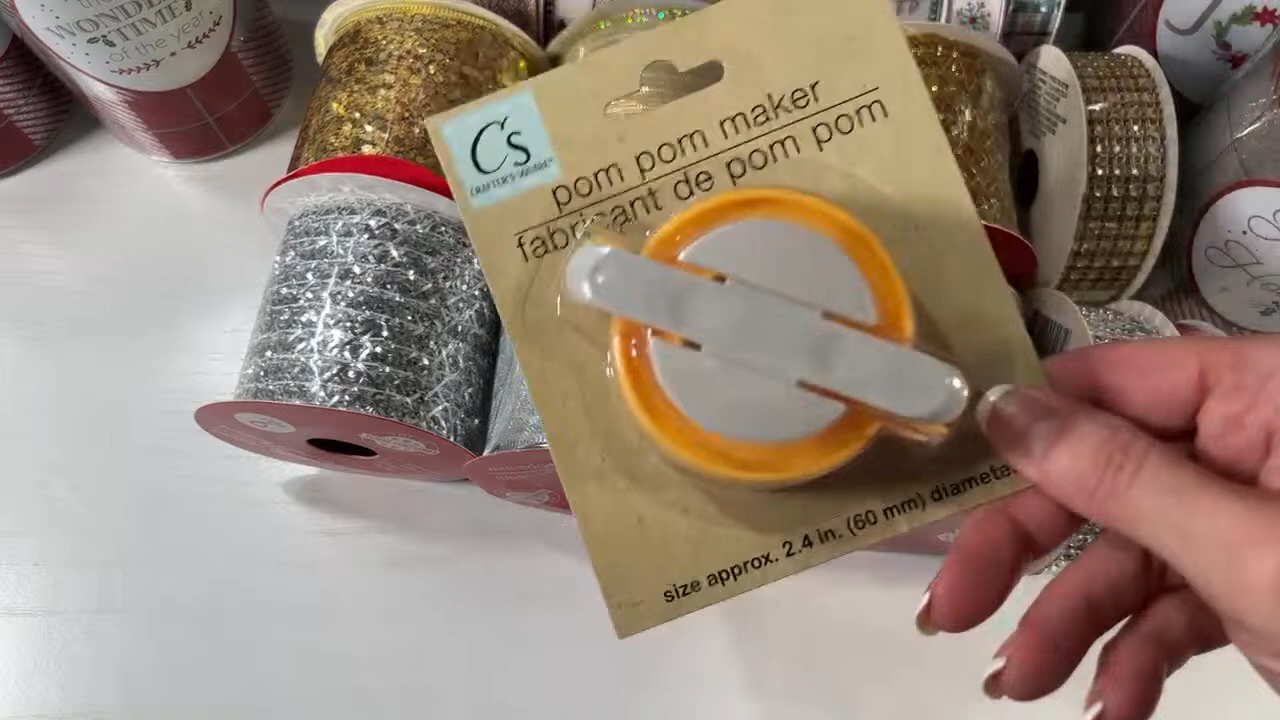 WONDER
TIME
of the year
Cs
CRAFTER'S SQUARE
pom pom maker
fabricant de pom pom
size approx. 2.4 in. (60 mm) diameter